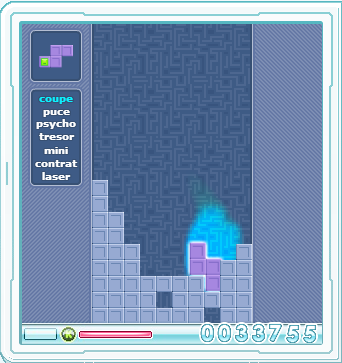 coupe
puce
psycho
tresor
mini
contrat
laser
0033755